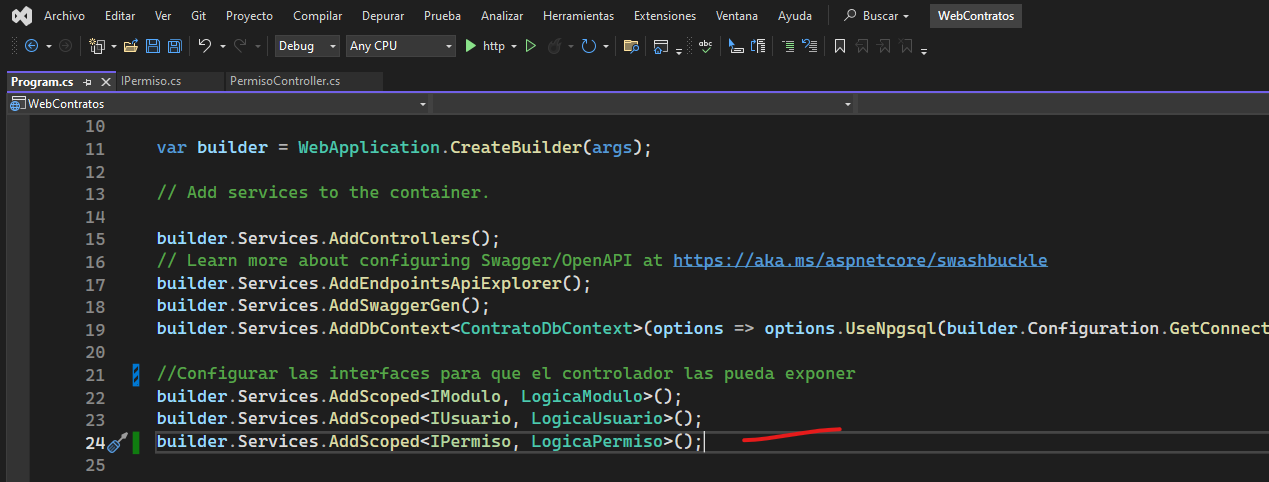 Archivo Editar Ver Git Proyecto Compilar Depurar Prueba Analizar Herramientas Extensiones Ventana Ayuda Buscar WebContratos
Debug Any CPU http
Program.cs IPermiso.cs PermisoController.cs
WebContratos
10
11 var builder = WebApplication.CreateBuilder(args);
12
13 // Add services to the container.
14
15 builder.Services.AddControllers();
16 // Learn more about configuring Swagger/OpenAPI at https://aka.ms/aspnetcore/swashbuckle
17 builder.Services.AddEndpointsApiExplorer();
18 builder.Services.AddSwaggerGen();
19 builder.Services.AddDbContext<ContratoDbContext>(options => options.UseNpgsql(builder.Configuration.GetConnect
20
21 //Configurar las interfaces para que el controlador las pueda exponer
22 builder.Services.AddScoped<IModulo, LogicaModulo>();
23 builder.Services.AddScoped<IUsuario, LogicaUsuario>();
24 builder.Services.AddScoped<IPermiso, LogicaPermiso>();
25